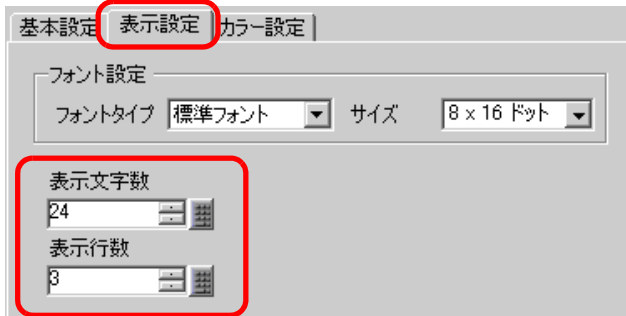 基本設定 表示設定 カラー設定
フォント設定
フォントタイプ 標準フォント サイズ 8 x 16 ドット
表示文字数
24
表示行数
3